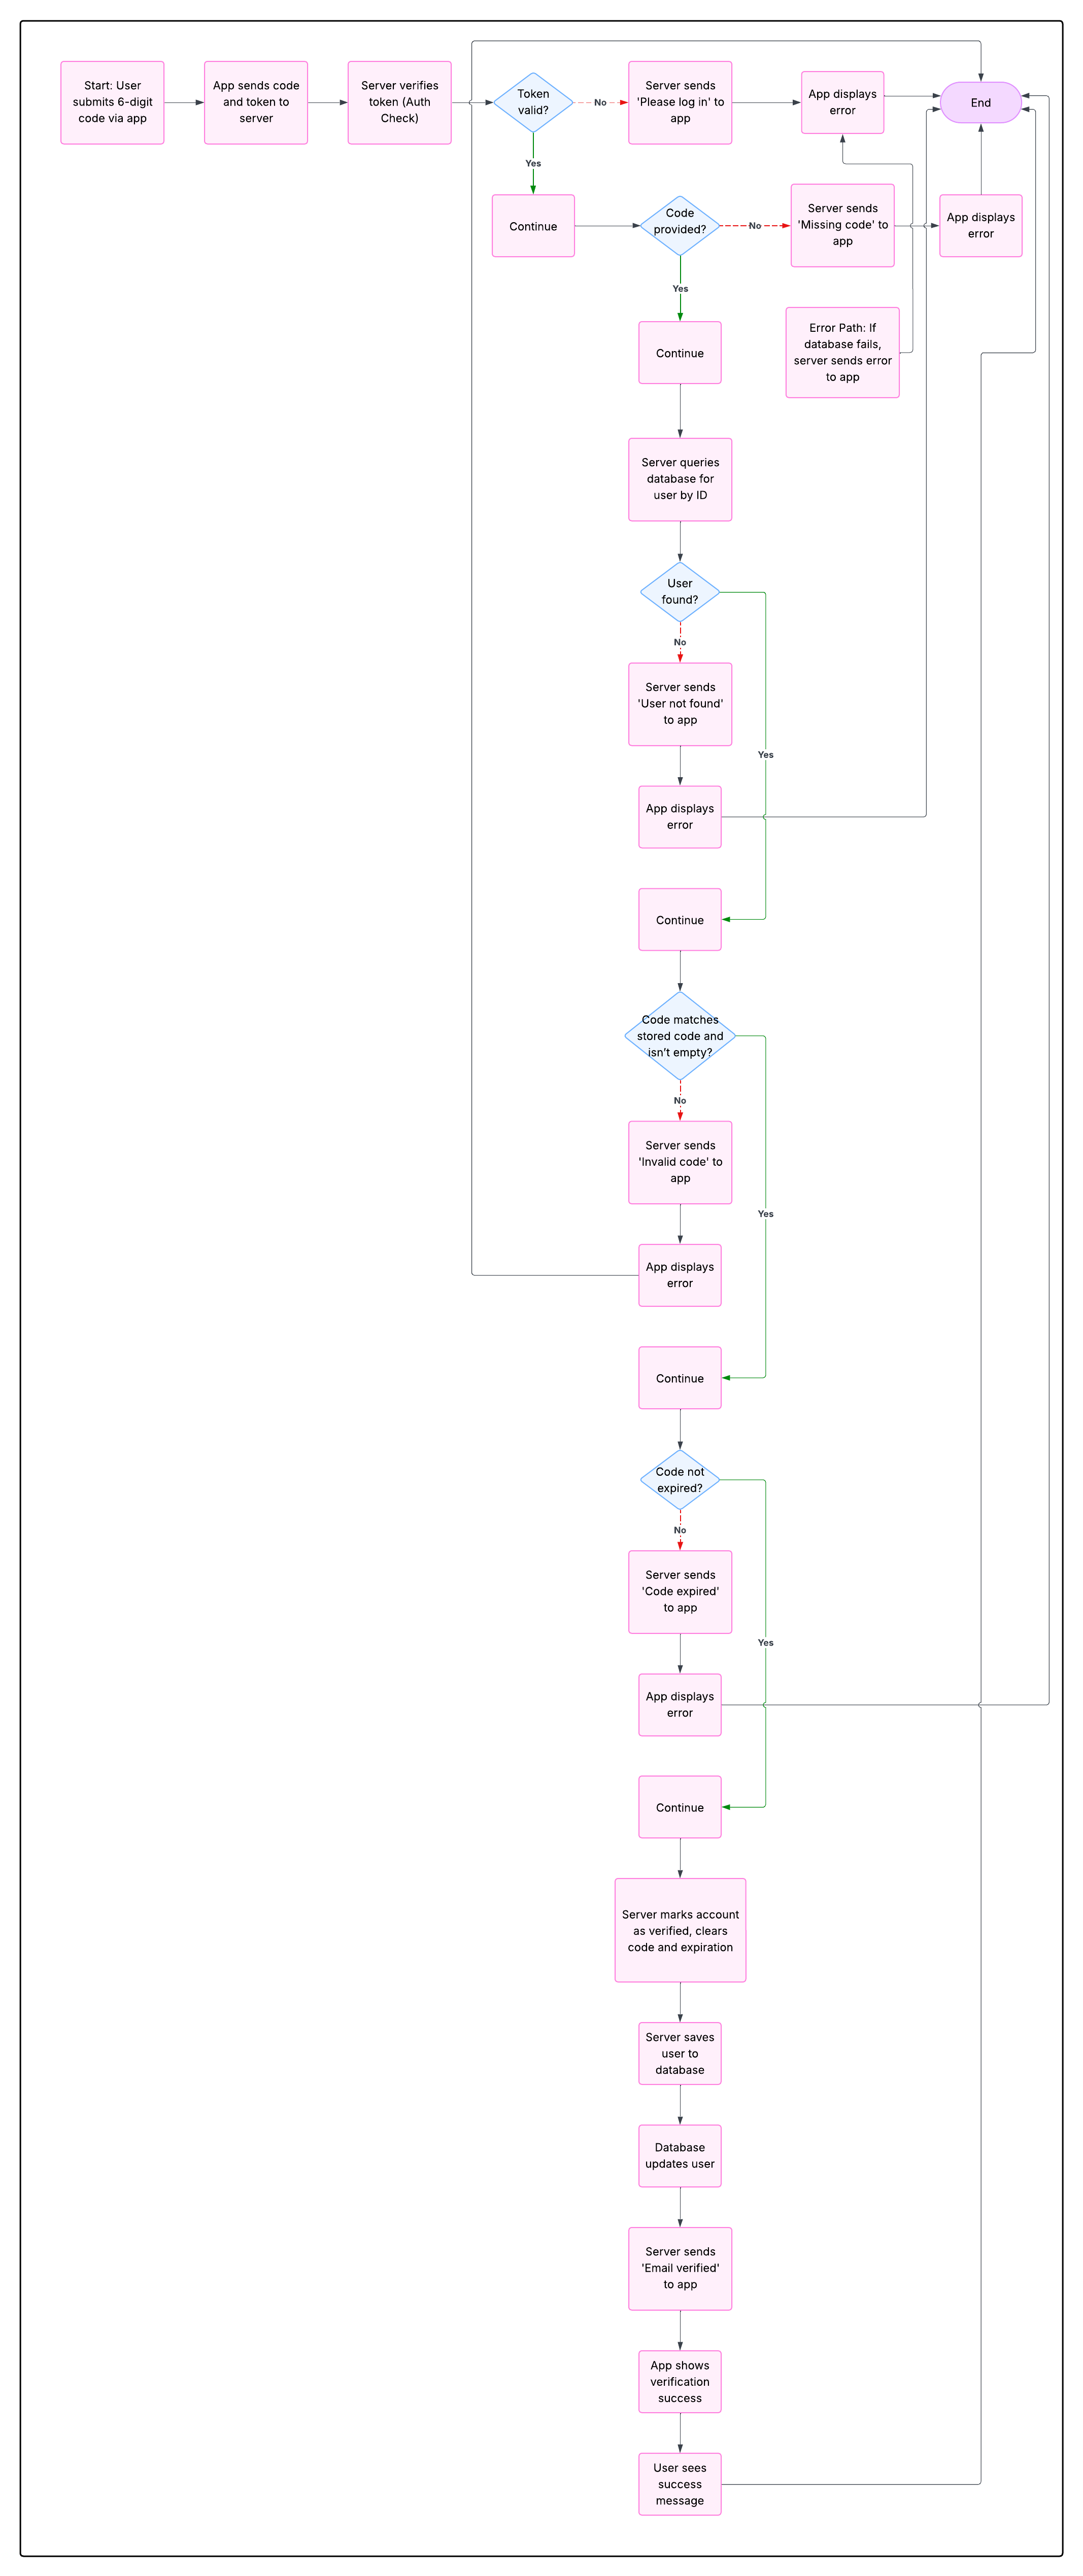 Start: User
submits 6-digit
code via app
App sends code
and token to
server
Server verifies
token (Auth
Check)
Token
valid?
No
Server sends
'Please log in' to
app
App displays
error
End
Yes
Continue
Code
provided?
No
Server sends
'Missing code' to
app
App displays
error
Yes
Continue
Error Path: If
database fails,
server sends error
to app
Server queries
database for
user by ID
User
found?
No
Server sends
'User not found'
to app
Yes
App displays
error
Continue
Code matches
stored code and
isn't empty?
No
Server sends
'Invalid code' to
app
Yes
App displays
error
Continue
Code not
expired?
No
Server sends
'Code expired'
to app
Yes
App displays
error
Continue
Server marks account
as verified, clears
code and expiration
Server saves
user to
database
Database
updates user
Server sends
'Email verified'
to app
App shows
verification
success
User sees
success
message